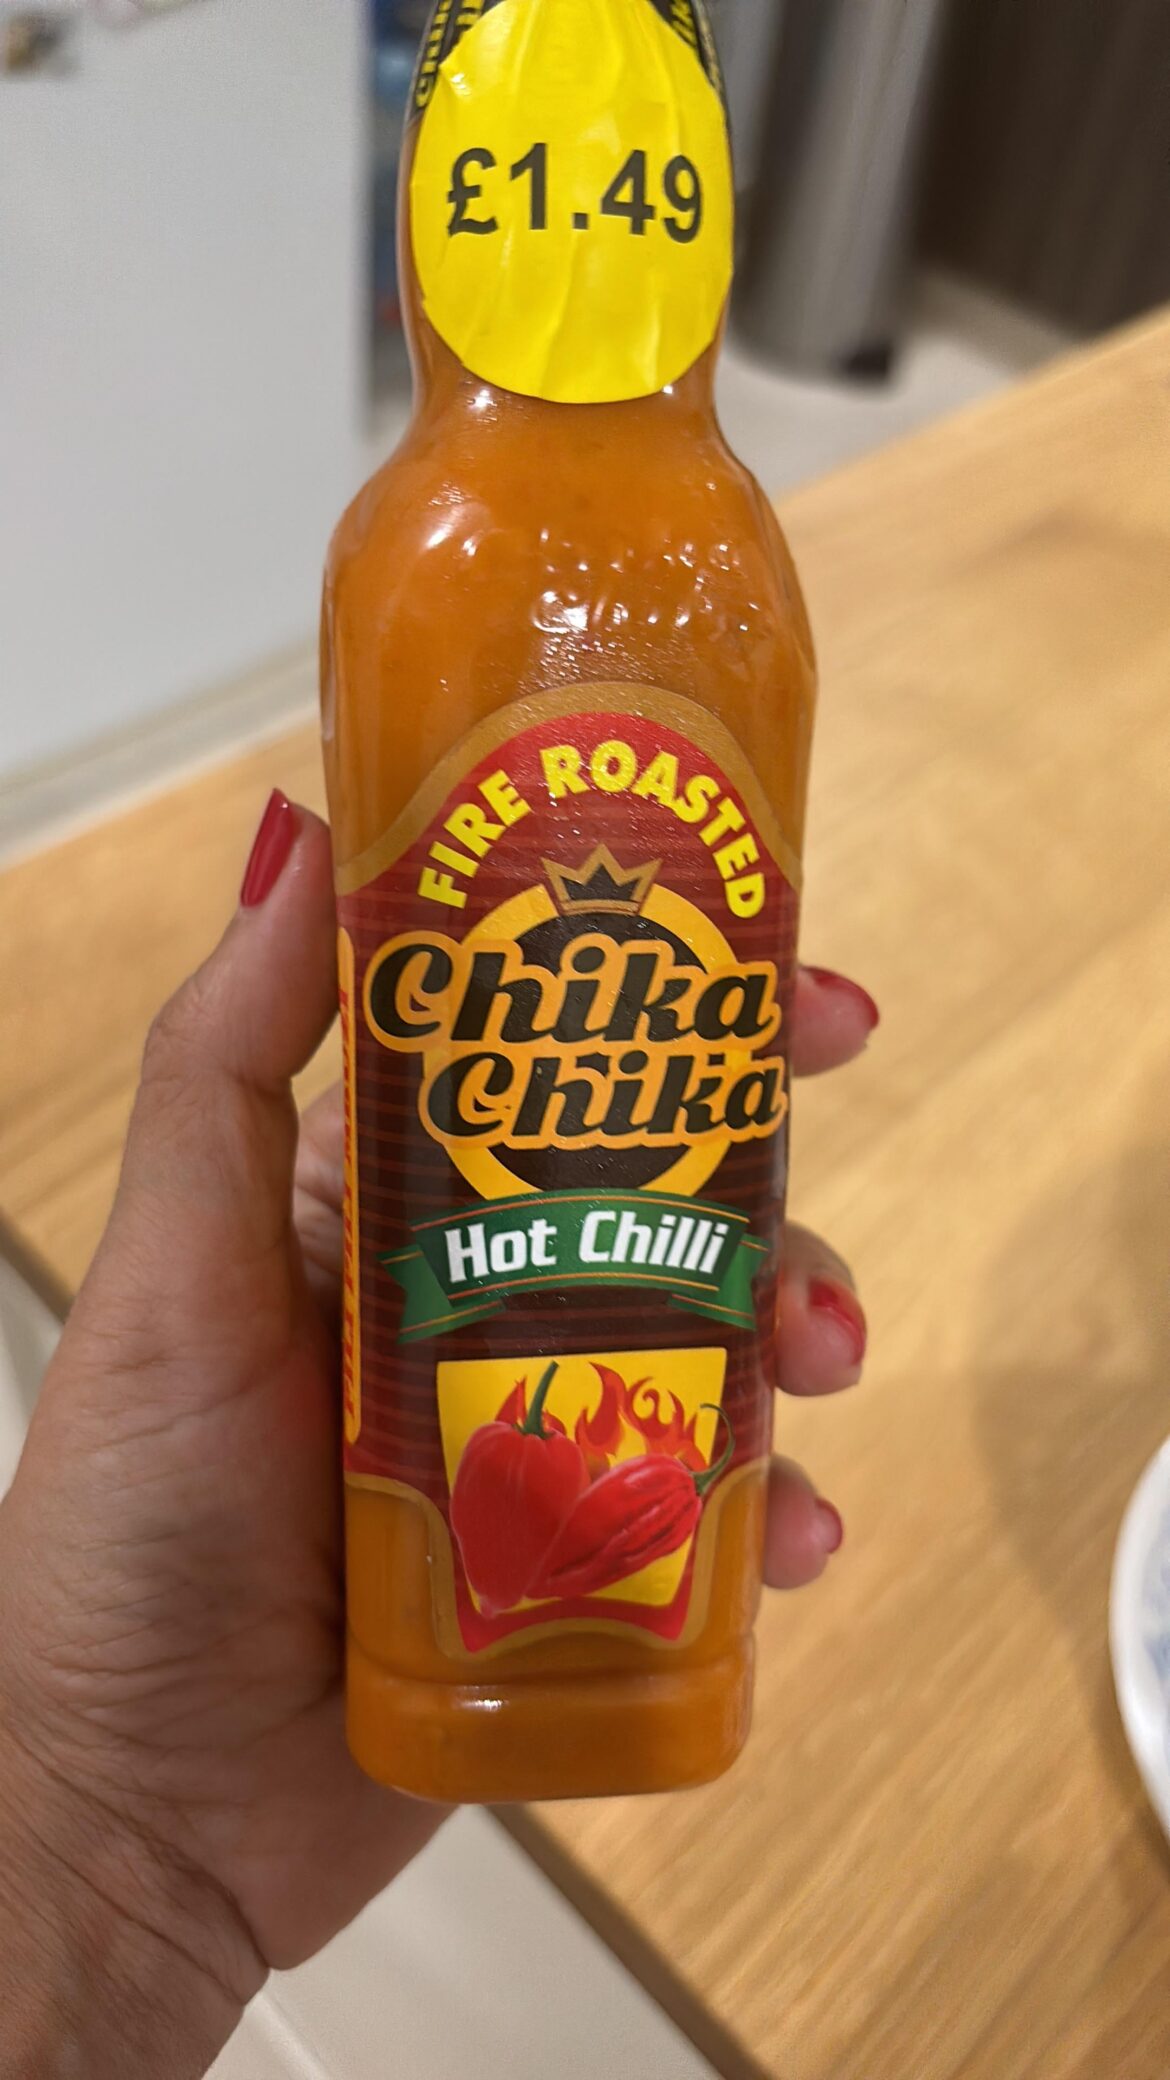 £1.49
FIRE ROASTED
Chika
Chika
Hot Chilli